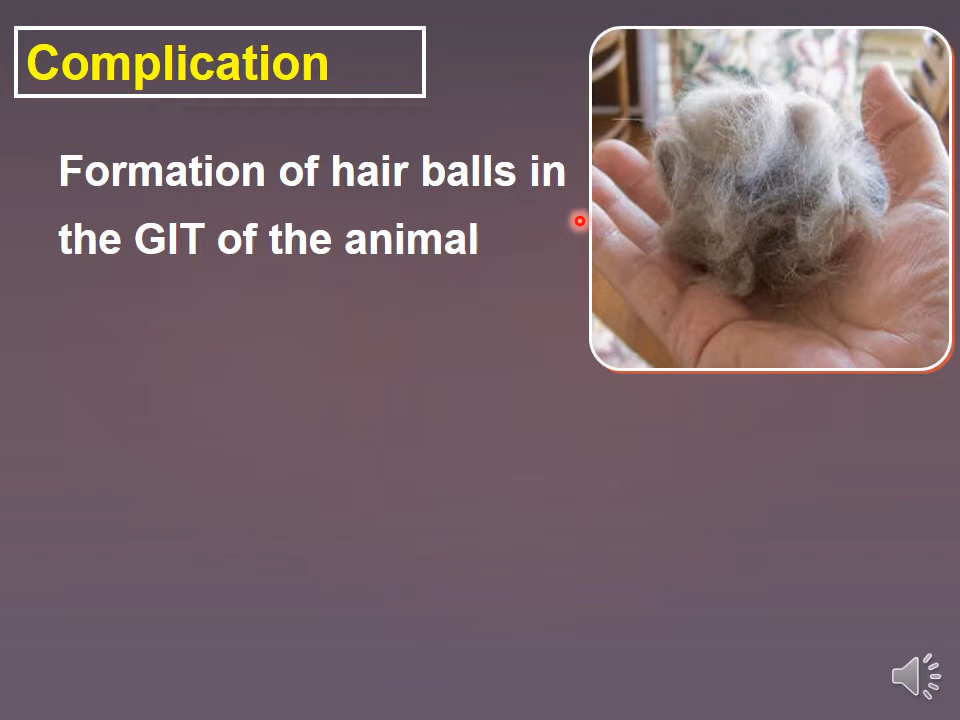 Complication
Formation of hair balls in
the GIT of the animal